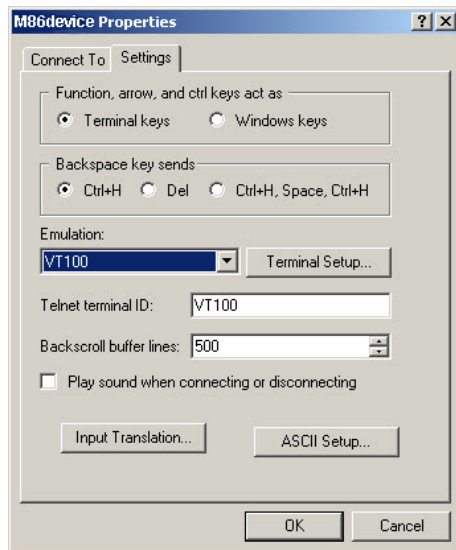 M86device Properties
Connect To Settings
Function, arrow, and ctrl keys act as
Terminal keys Windows keys
Backspace key sends
Ctrl+H Del Ctrl+H, Space, Ctrl+H
Emulation:
VT100 Terminal Setup...
Telnet terminal ID: VT100
Backscroll buffer lines: 500
Play sound when connecting or disconnecting
Input Translation... ASCII Setup...
OK Cancel